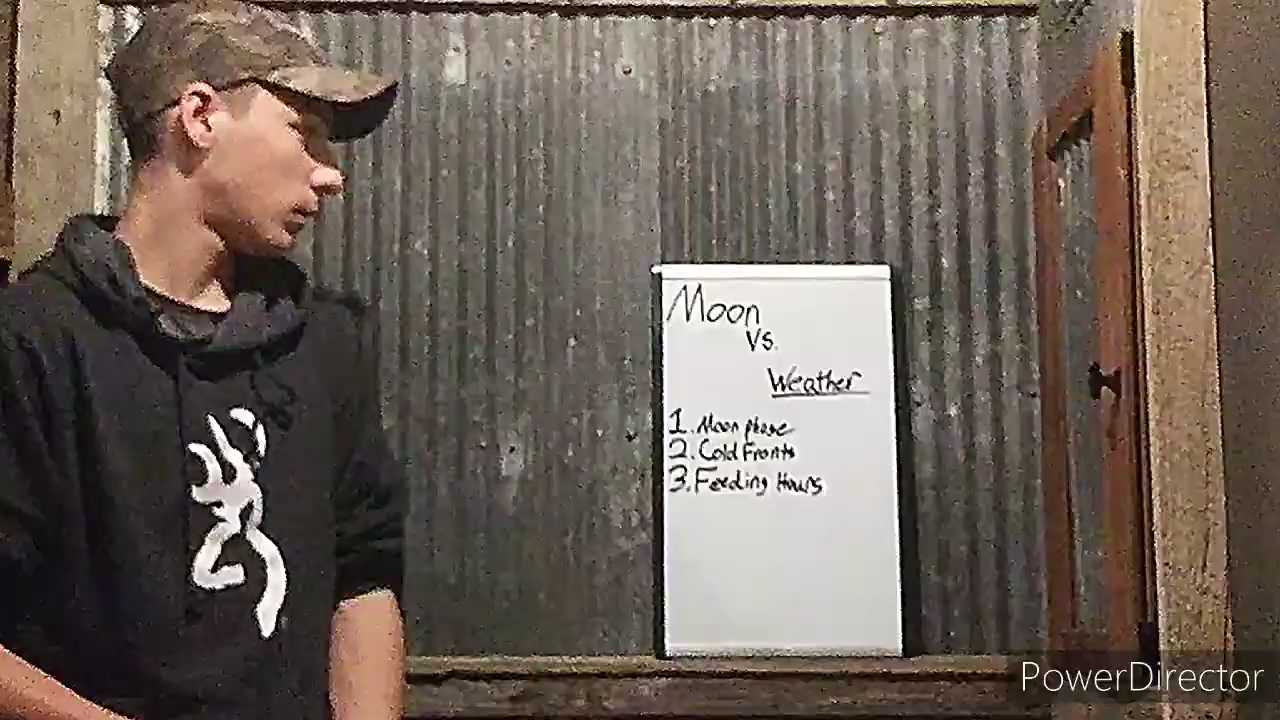 Moon
vs.
Weather
1. Moon phase
2. Cold Fronts
3. Feeding Hours
PowerDirector